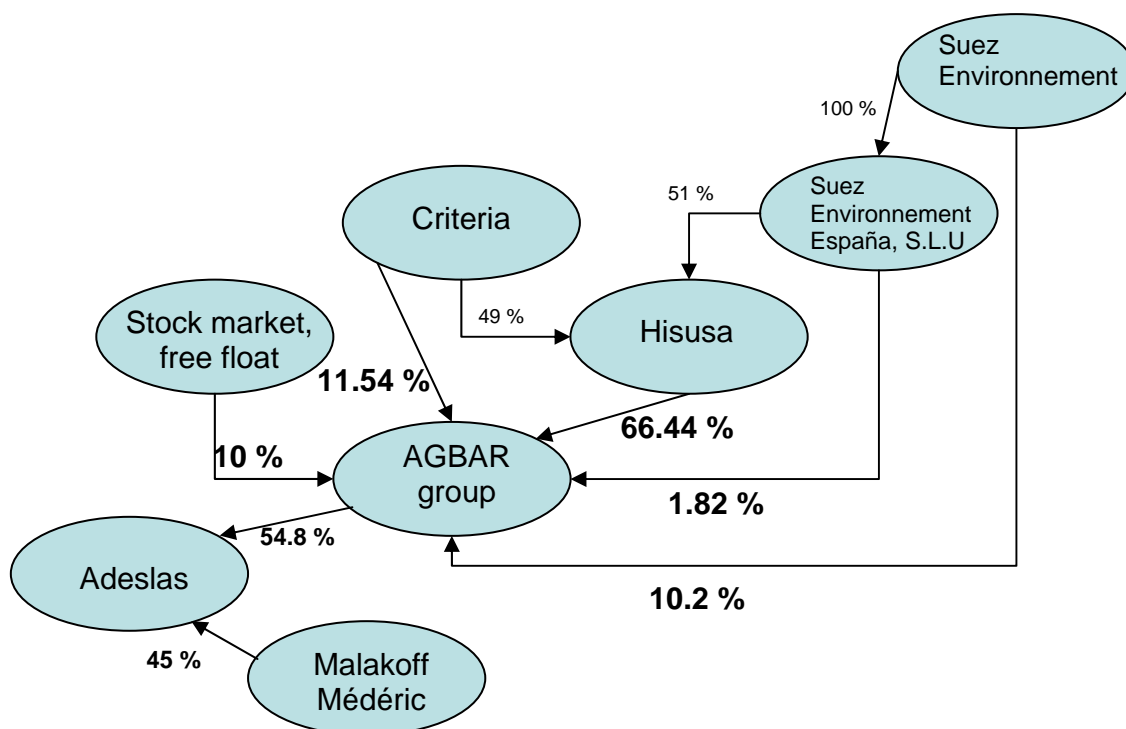 Suez
Environnement
100 %
Suez
Environnement
España, S.L.U
51 %
Criteria
49 %
Hisusa
Stock market,
free float
11.54 %
66.44 %
10 %
AGBAR
group
1.82 %
54.8 %
10.2 %
Adeslas
45 %
Malakoff
Médéric